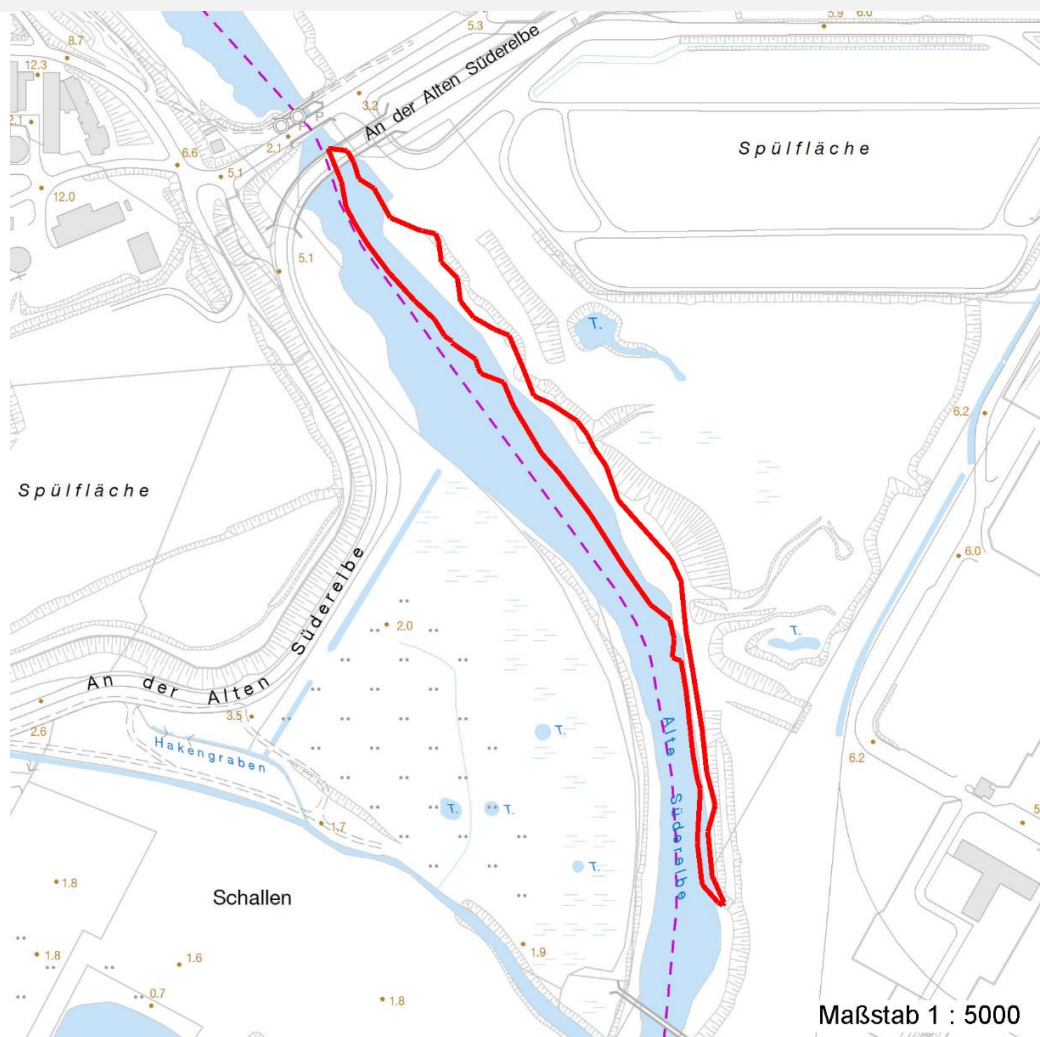 5.9
6.0
5.3
8.7
12.3
3.2
An der Alten Süderelbe
P
P
2.1
2.1
6.6
5.1
12.0
Spülfläche
5.1
T.
6.2
Spülfläche
6.0
An der Alten Süderelbe
2.0
T.
3.5
2.6
Hakengraben
T.
Alte Süderelbe
6.2
T.
T.
1.7
5
T.
1.8
Schallen
1.9
1.8
1.6
0.7
1.8
Maßstab 1 : 5000